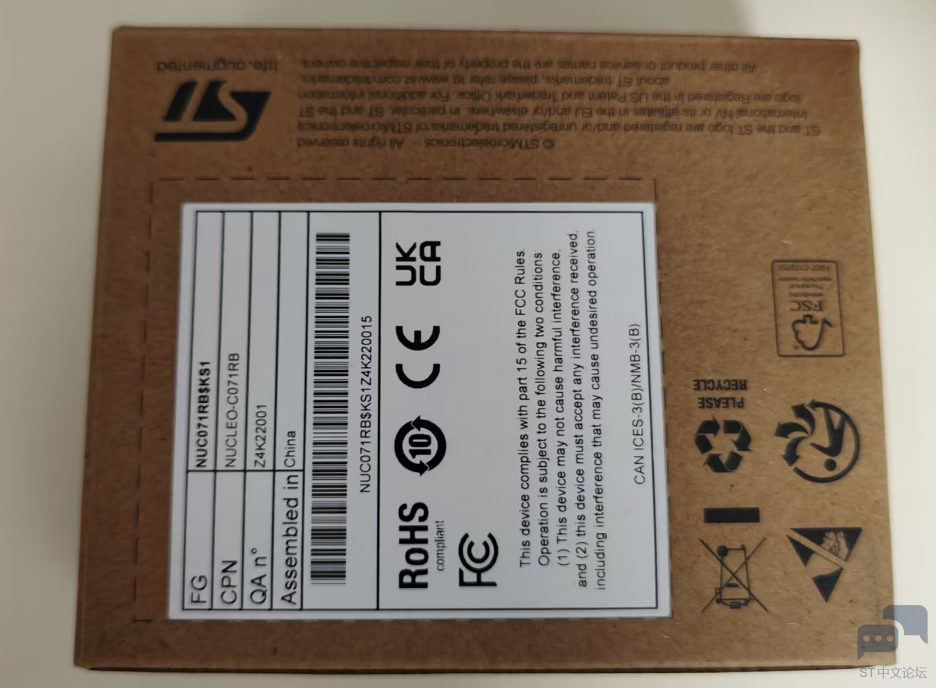 life.augmented
© STMicroelectronics - All rights reserved
ST and the ST logo are registered and/or unregistered trademarks of STMicroelectronics
International NV or its affiliates in the EU and/or elsewhere. In particular, ST and the ST
logo are Registered in the US Patent and Trademark Office. For additional information
about ST trademarks, please refer to www.st.com/trademarks.
All other product or service names are the property of their respective owners.
FG NUC071RB$KS1
CPN NUCLEO-C071RB
QA n° Z4K22001
Assembled in China
NUC071RB$KS1Z4K220015
RoHS
compliant
10
CE
UK
CA
FC
This device complies with part 15 of the FCC Rules.
Operation is subject to the following two conditions:
(1) This device may not cause harmful interference,
and (2) this device must accept any interference received,
including interference that may cause undesired operation.
CAN ICES-3(B)/NMB-3(B)
PLEASE
RECYCLE
FSC
ST中文论坛